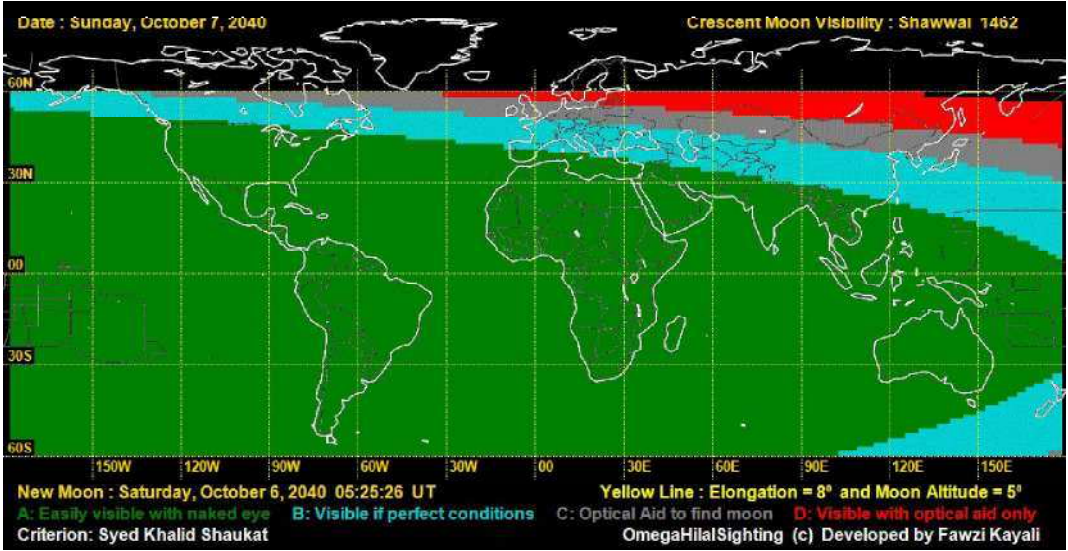 Date : Sunday, October 7, 2040
Crescent Moon Visibility : Shawwal 1462
60N
30N
00
30S
60S
150W 120W 90W 60W 30W 00 30E 60E 90E 120E 150E
New Moon : Saturday, October 6, 2040 05:25:26 UT
Yellow Line : Elongation = 8º and Moon Altitude = 5º
A: Easily visible with naked eye B: Visible if perfect conditions C: Optical Aid to find moon D: Visible with optical aid only
Criterion: Syed Khalid Shaukat
OmegaHilalSighting (c) Developed by Fawzi Kayali